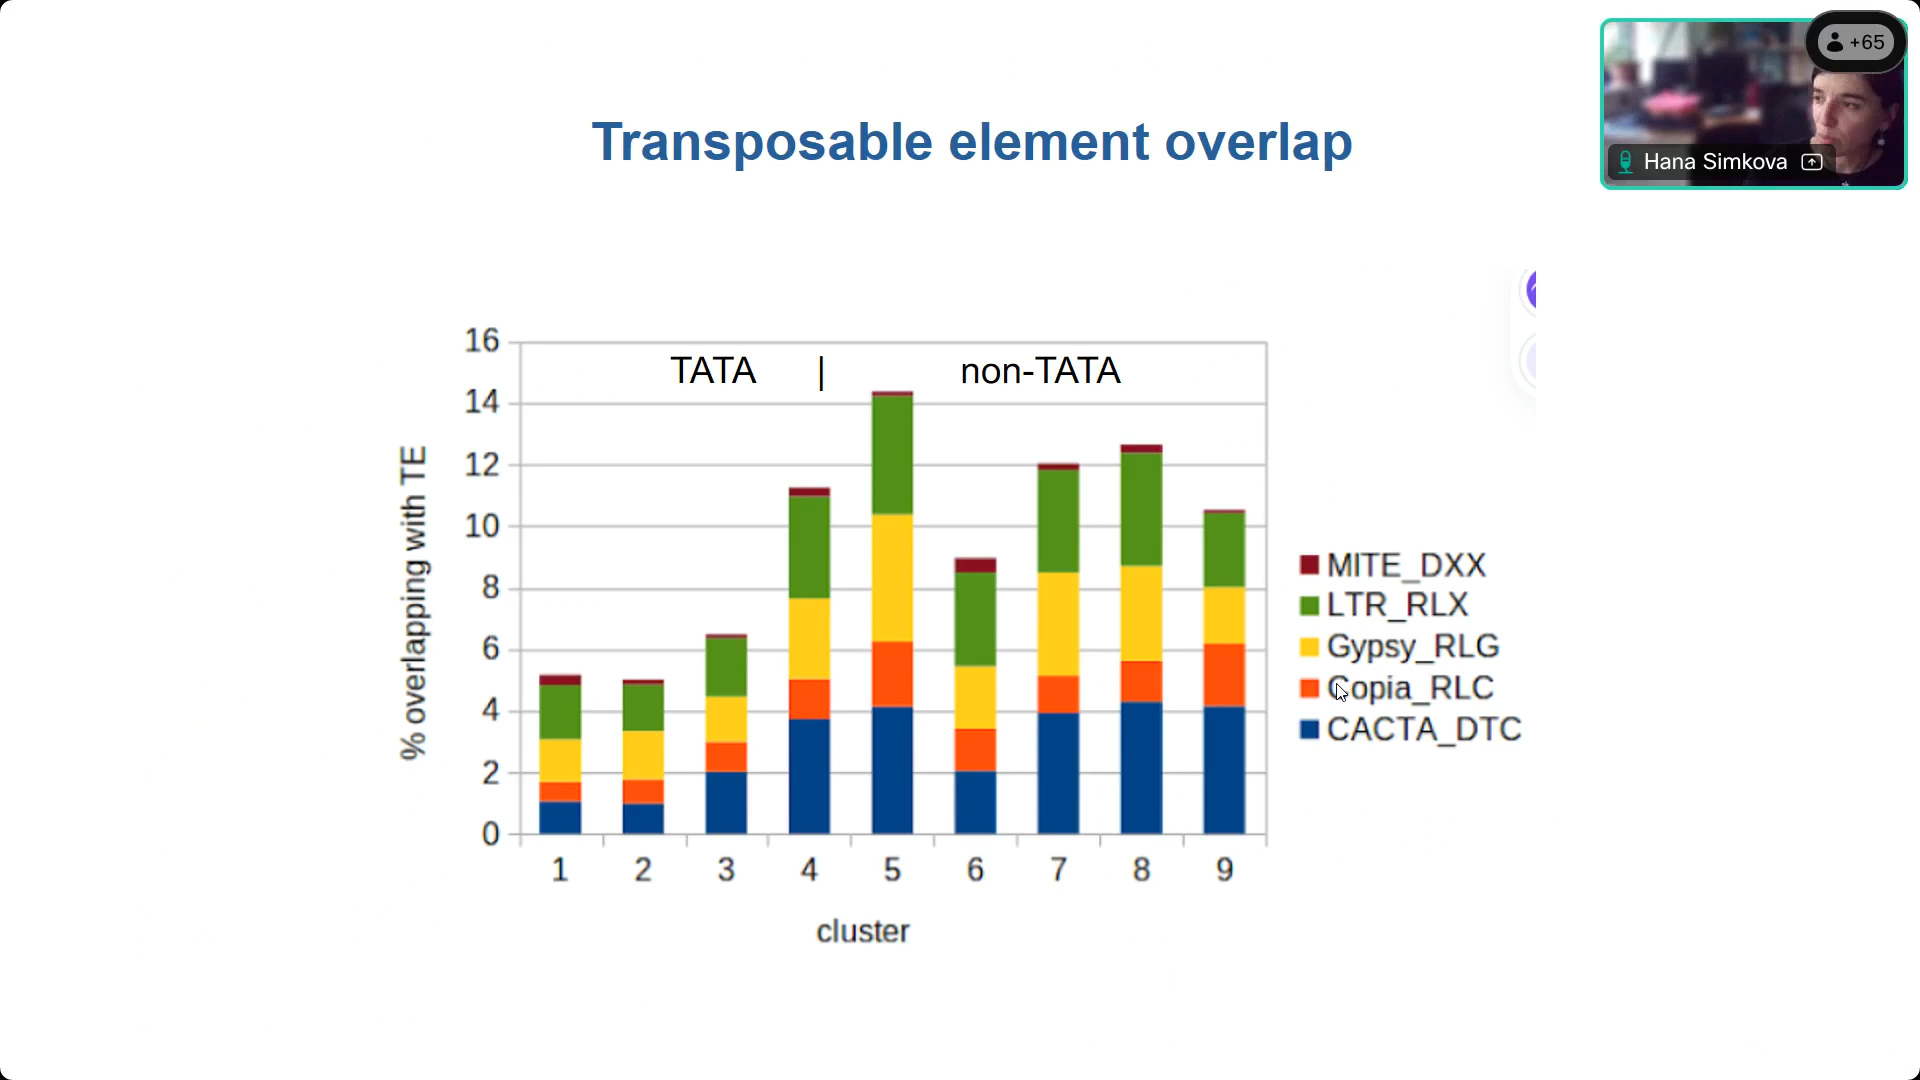 +65
Hana Simkova
Transposable element overlap
TATA | non-TATA
% overlapping with TE
16
14
12
10
8
6
4
2
0
1 2 3 4 5 6 7 8 9
cluster
MITE_DXX
LTR_RLX
Gypsy_RLG
Copia_RLC
CACTA_DTC